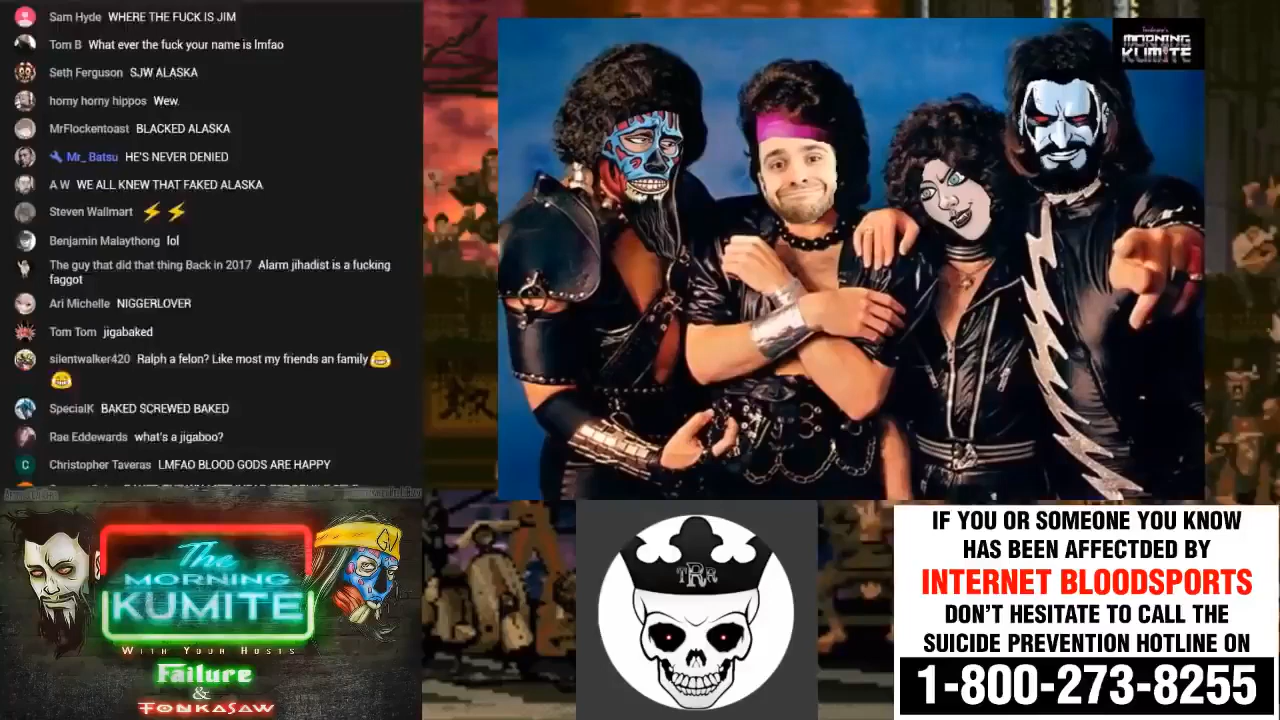 Sam Hyde WHERE THE FUCK IS JIM
Tom B What ever the fuck your name is lmfao
Seth Ferguson SJW ALASKA
horny horny hippos Wew.
MrFlockentoast BLACKED ALASKA
Mr_ Batsu HE'S NEVER DENIED
A W WE ALL KNEW THAT FAKED ALASKA
Steven Wallmart ⚡⚡
Benjamin Malaythong lol
The guy that did that thing Back in 2017 Alarm jihadist is a fucking
faggot
Ari Michelle NIGGERLOVER
Tom Tom jigabaked
silentwalker420 Ralph a felon? Like most my friends an family😂
😂
SpecialK BAKED SCREWED BAKED
Rae Eddewards what's a jigaboo?
C
Christopher Taveras LMFAO BLOOD GODS ARE HAPPY
MORNING
KUMITE
The
MORNING
KUMITE
WITH YOUR HOSTS
Failure
&
TONKASAW
TRR
IF YOU OR SOMEONE YOU KNOW
HAS BEEN AFFECTDED BY
INTERNET BLOODSPORTS
DON'T HESITATE TO CALL THE
SUICIDE PREVENTION HOTLINE ON
1-800-273-8255